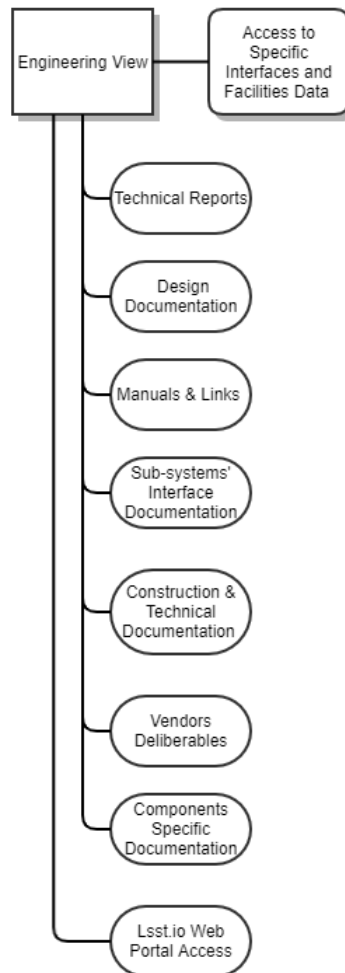 Engineering View
Access to
Specific
Interfaces and
Facilities Data
Technical Reports
Design
Documentation
Manuals & Links
Sub-systems'
Interface
Documentation
Construction &
Technical
Documentation
Vendors
Deliberables
Components
Specific
Documentation
Lsst.io Web
Portal Access